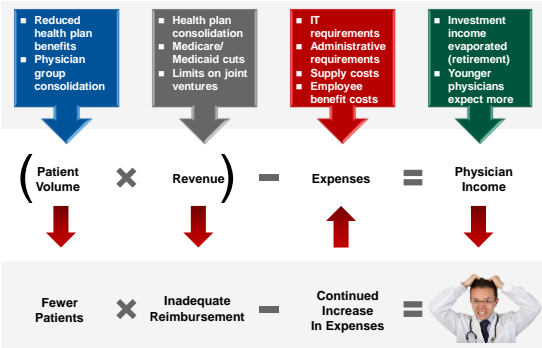 Reduced
health plan
benefits
Physician
group
consolidation
Health plan
consolidation
Medicare/
Medicaid cuts
Limits on joint
ventures
IT
requirements
Administrative
requirements
Supply costs
Employee
benefit costs
Investment
income
evaporated
(retirement)
Younger
physicians
expect more
( Patient
Volume
×
Revenue )
−
Expenses
=
Physician
Income
Fewer
Patients
×
Inadequate
Reimbursement
−
Continued
Increase
In Expenses
=